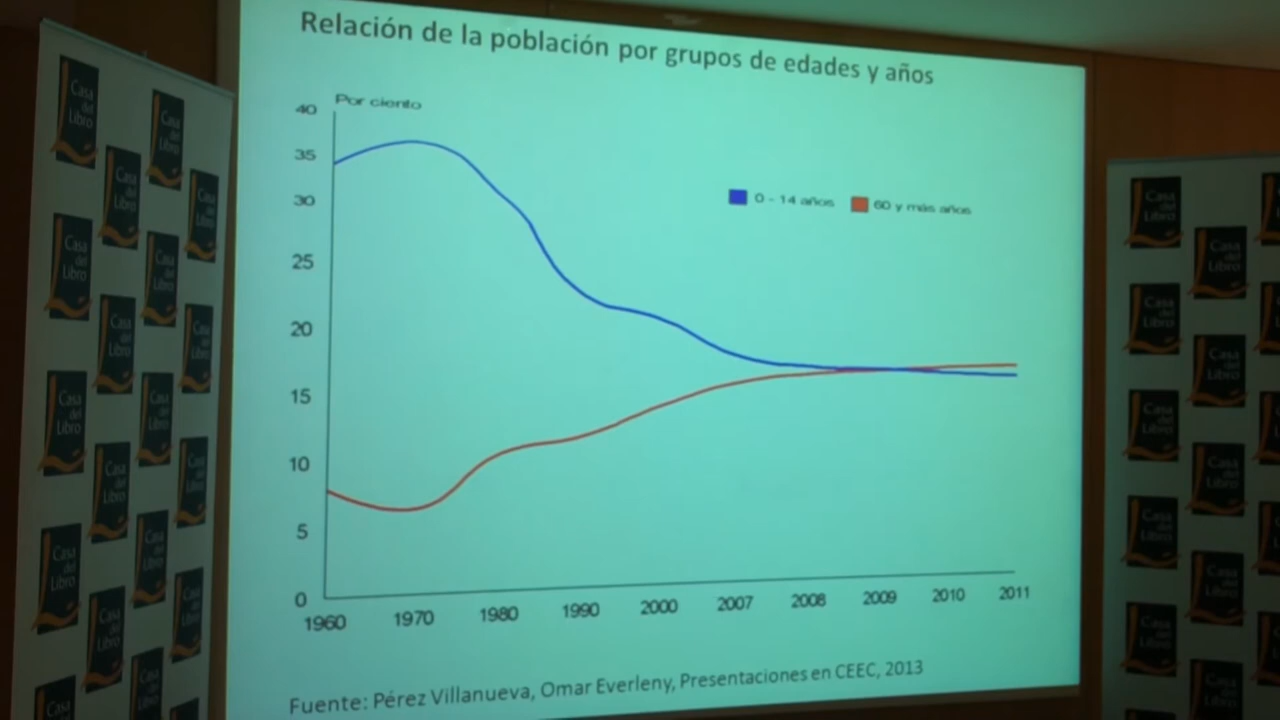 Relación de la población por grupos de edades y años
Por ciento
40
35
30
25
20
15
10
5
0
0 - 14 años
60 y más años
1960 1970 1980 1990 2000 2007 2008 2009 2010 2011
Fuente: Pérez Villanueva, Omar Everleny, Presentaciones en CEEC, 2013
Casa
del
Libro